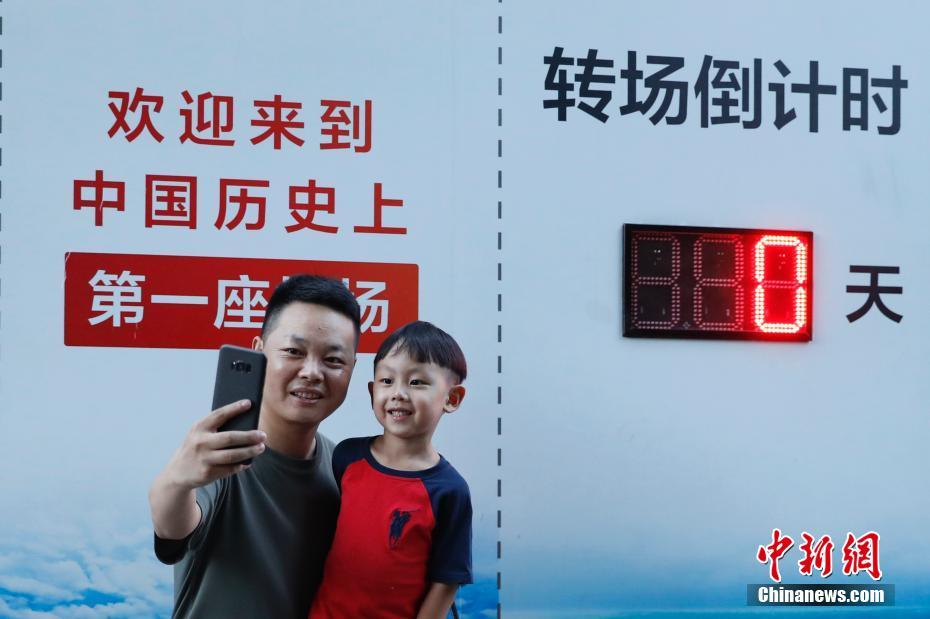 欢迎来到
中国历史上
第一座 场
转场倒计时
0 天
中新网
Chinanews.com